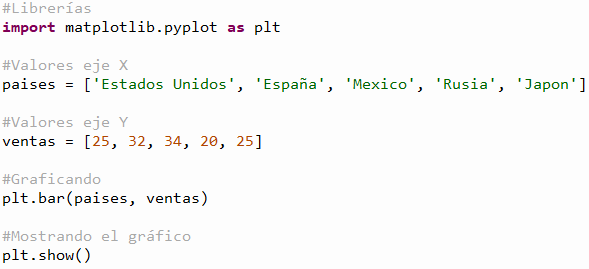 #Librerías
import matplotlib.pyplot as plt
#Valores eje X
paises = ['Estados Unidos', 'España', 'Mexico', 'Rusia', 'Japon']
#Valores eje Y
ventas = [25, 32, 34, 20, 25]
#Graficando
plt.bar(paises, ventas)
#Mostrando el gráfico
plt.show()